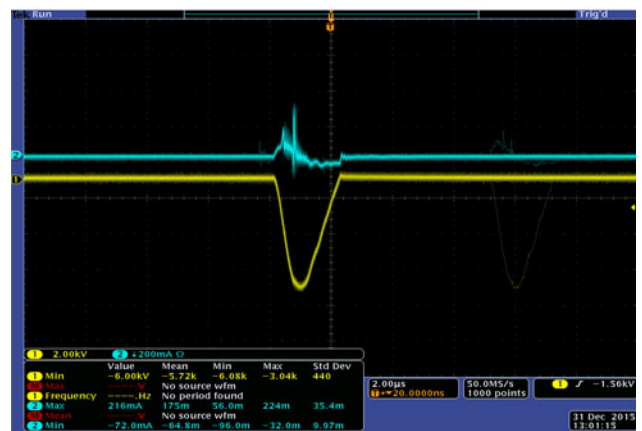 Tek Run Trig'd
2
1
1 2.00kV 2 ↓200mA Ω
Value Mean Min Max Std Dev
1 Min -6.00kV -5.72k -6.08k -3.04k 440
Max No source wfm
1 Frequency ----.--Hz No period found
2 Max 216mA 175m 56.0m 224m 35.4m
Mean No source wfm
2 Min -72.0mA -64.8m -96.0m -32.0m 9.97m
2.00µs
T→▼20.0000ns
50.0MS/s
1000 points
1 -1.56kV
31 Dec 2015
13:01:15